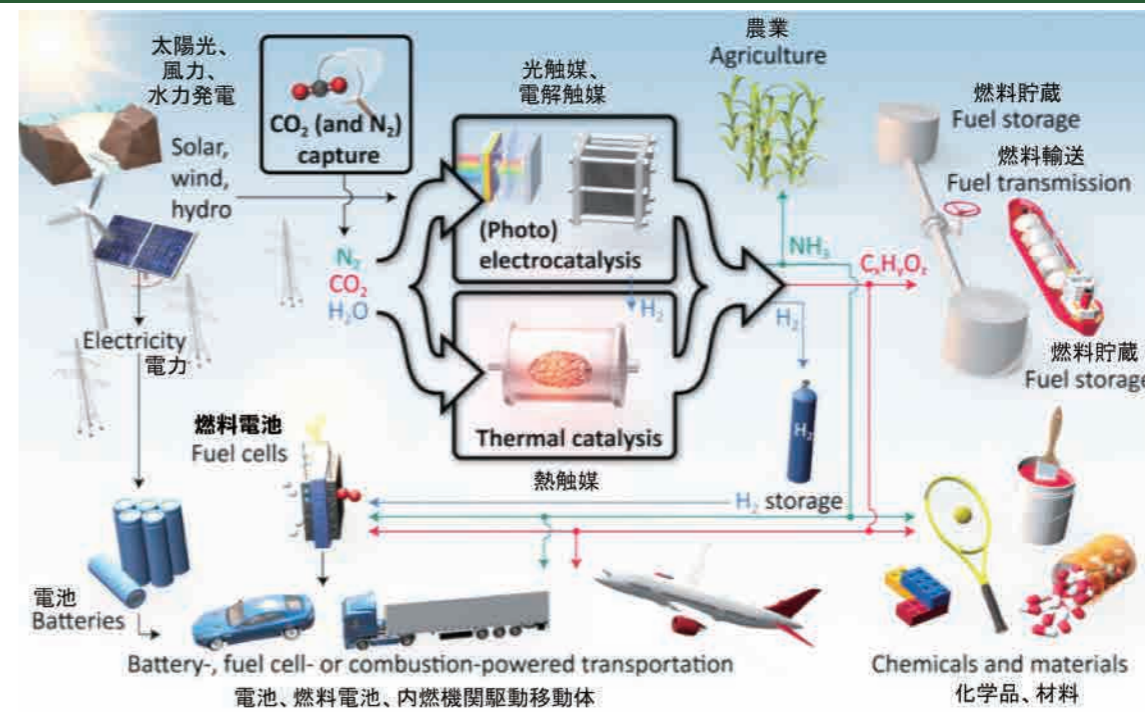 太陽光、
風力、
水力発電
Solar,
wind,
hydro
CO₂ (and N₂)
capture
光触媒、
電解触媒
(Photo)
electrocatalysis
農業
Agriculture
燃料貯蔵
Fuel storage
燃料輸送
Fuel transmission
N₂
CO₂
H₂O
H₂
NH₃
CₓHᵧO_z
H₂
Electricity
電力
燃料貯蔵
Fuel storage
燃料電池
Fuel cells
Thermal catalysis
熱触媒
H₂
H₂ storage
電池
Batteries
Battery-, fuel cell- or combustion-powered transportation
電池、燃料電池、内燃機関駆動移動体
Chemicals and materials
化学品、材料